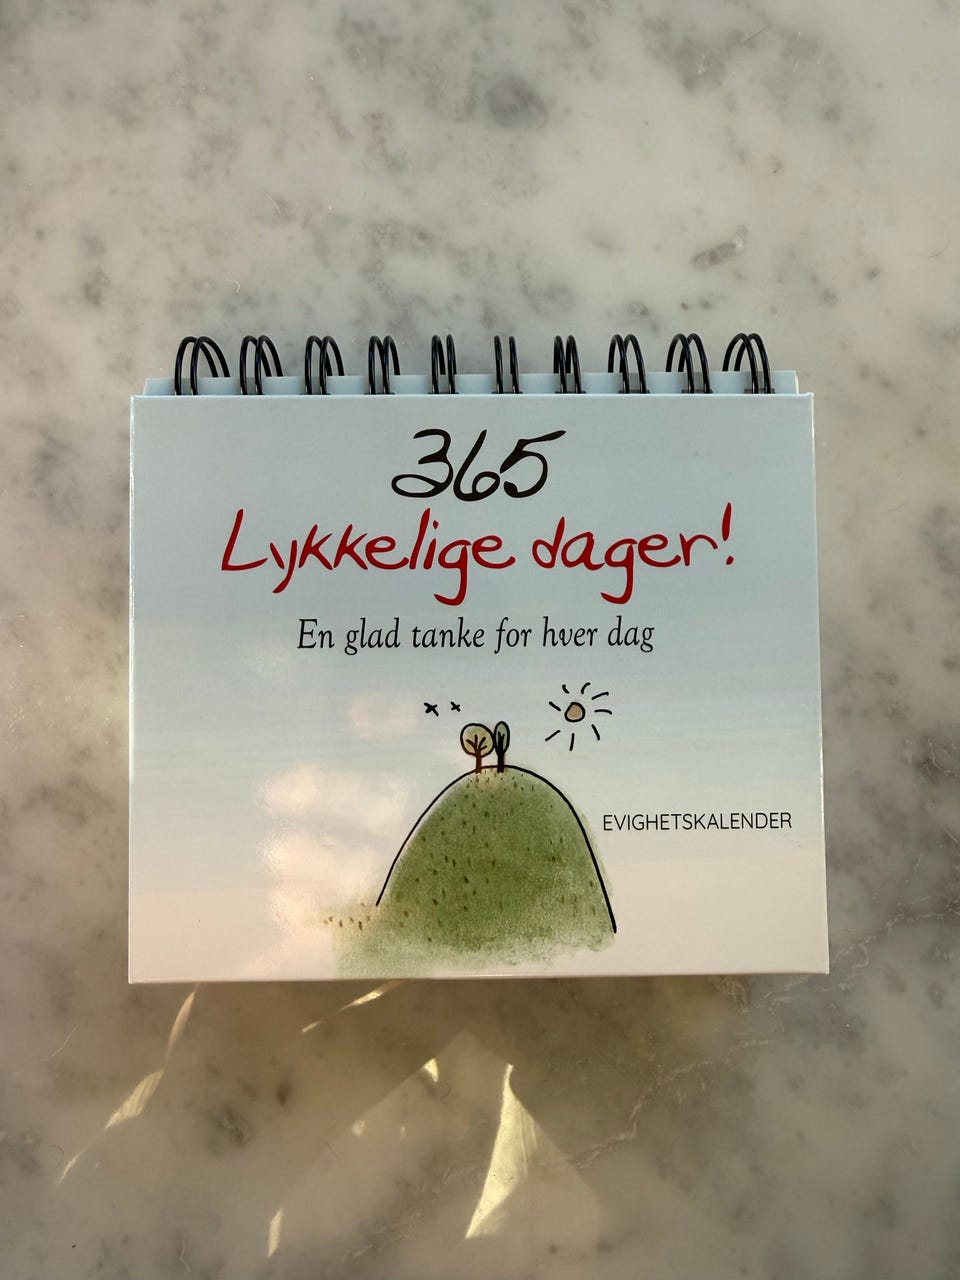 365
Lykkelige dager!
En glad tanke for hver dag
EVIGHETSKALENDER